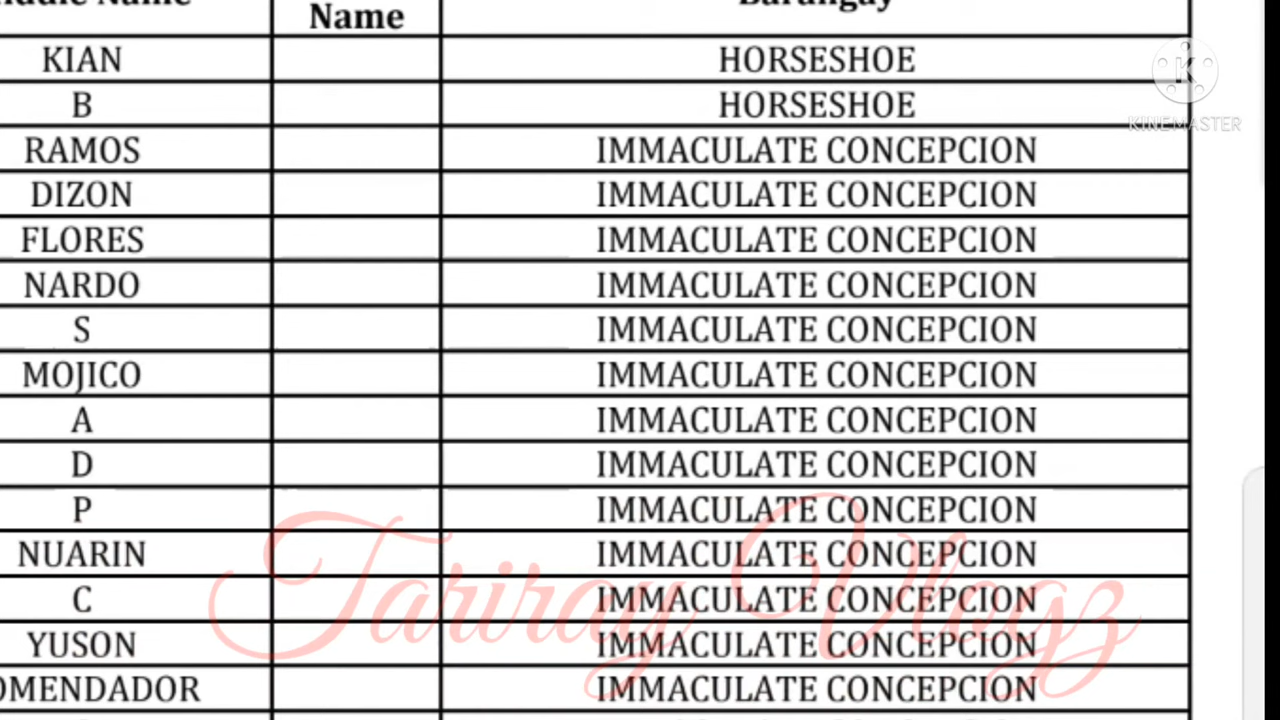 Name
Name
Barangay
KIAN HORSESHOE
B HORSESHOE
RAMOS IMMACULATE CONCEPCION
DIZON IMMACULATE CONCEPCION
FLORES IMMACULATE CONCEPCION
NARDO IMMACULATE CONCEPCION
S IMMACULATE CONCEPCION
MOJICO IMMACULATE CONCEPCION
A IMMACULATE CONCEPCION
D IMMACULATE CONCEPCION
P IMMACULATE CONCEPCION
NUARIN IMMACULATE CONCEPCION
C IMMACULATE CONCEPCION
YUSON IMMACULATE CONCEPCION
OMENDADOR IMMACULATE CONCEPCION
K
KINEMASTER
Tariray Vlogz